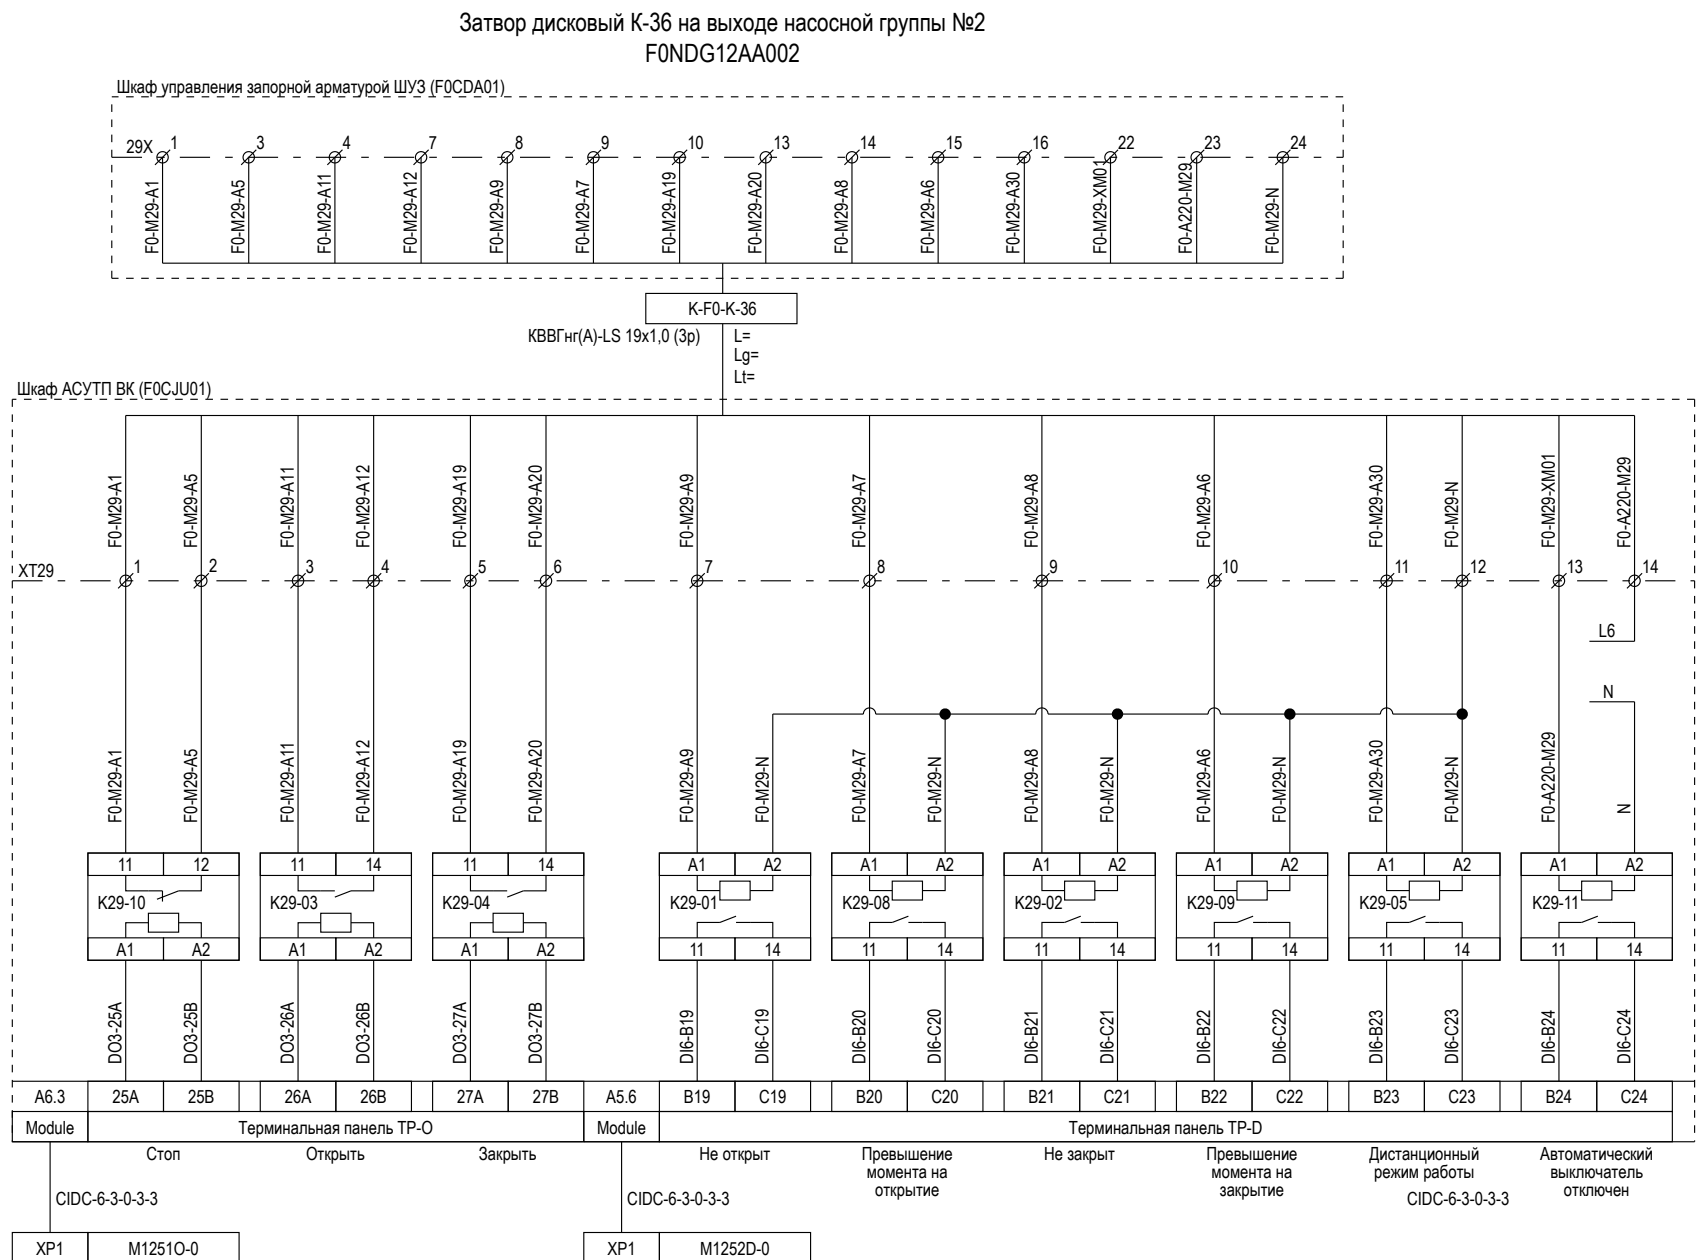 Затвор дисковый К-36 на выходе насосной группы №2
F0NDG12AA002
Шкаф управления запорной арматурой ШУЗ (F0CDA01)
29X 1 3 4 7 8 9 10 13 14 15 16 22 23 24
F0-M29-A1 F0-M29-A5 F0-M29-A11 F0-M29-A12 F0-M29-A9 F0-M29-A7 F0-M29-A19 F0-M29-A20 F0-M29-A8 F0-M29-A6 F0-M29-A30 F0-M29-XM01 F0-A220-M29 F0-M29-N
K-F0-K-36
КВВГнг(А)-LS 19x1,0 (3р) L=
Lg=
Lt=
Шкаф АСУТП ВК (F0CJU01)
F0-M29-A1 F0-M29-A5 F0-M29-A11 F0-M29-A12 F0-M29-A19 F0-M29-A20 F0-M29-A9 F0-M29-A7 F0-M29-A8 F0-M29-A6 F0-M29-A30 F0-M29-N F0-M29-XM01 F0-A220-M29
XT29 1 2 3 4 5 6 7 8 9 10 11 12 13 14
L6
N
F0-M29-A1 F0-M29-A5 F0-M29-A11 F0-M29-A12 F0-M29-A19 F0-M29-A20 F0-M29-A9 F0-M29-N F0-M29-A7 F0-M29-N F0-M29-A8 F0-M29-N F0-M29-A6 F0-M29-N F0-M29-A30 F0-M29-N F0-A220-M29 N
11 12 11 14 11 14 A1 A2 A1 A2 A1 A2 A1 A2 A1 A2 A1 A2
K29-10 K29-03 K29-04 K29-01 K29-08 K29-02 K29-09 K29-05 K29-11
A1 A2 A1 A2 A1 A2 11 14 11 14 11 14 11 14 11 14 11 14
DO3-25A DO3-25B DO3-26A DO3-26B DO3-27A DO3-27B DI6-B19 DI6-C19 DI6-B20 DI6-C20 DI6-B21 DI6-C21 DI6-B22 DI6-C22 DI6-B23 DI6-C23 DI6-B24 DI6-C24
A6.3 25A 25B 26A 26B 27A 27B A5.6 B19 C19 B20 C20 B21 C21 B22 C22 B23 C23 B24 C24
Module Терминальная панель TP-O Module Терминальная панель TP-D
Стоп Открыть Закрыть Не открыт Превышение Не закрыт Превышение Дистанционный Автоматический
момента на момента на режим работы выключатель
открытие закрытие отключен
CIDC-6-3-0-3-3 CIDC-6-3-0-3-3 CIDC-6-3-0-3-3
XP1 M1251O-0 XP1 M1252D-0